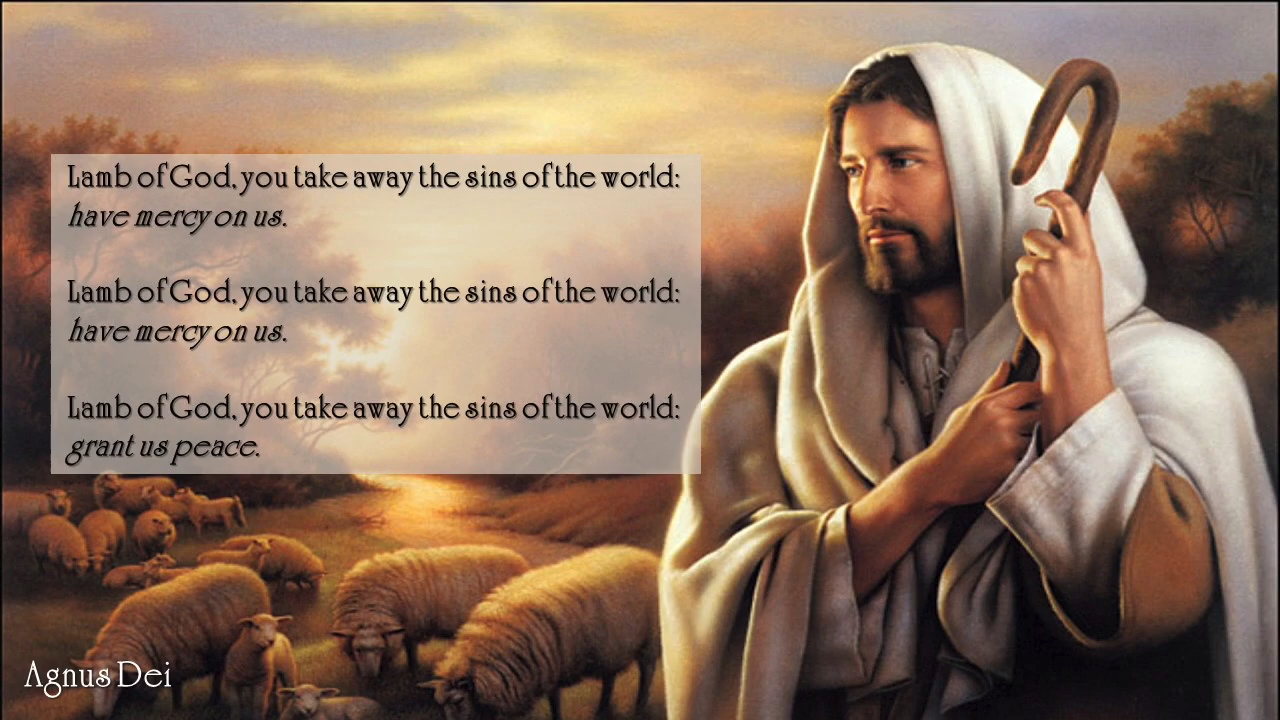 Lamb of God, you take away the sins of the world:
have mercy on us.
Lamb of God, you take away the sins of the world:
have mercy on us.
Lamb of God, you take away the sins of the world:
grant us peace.
Agnus Dei